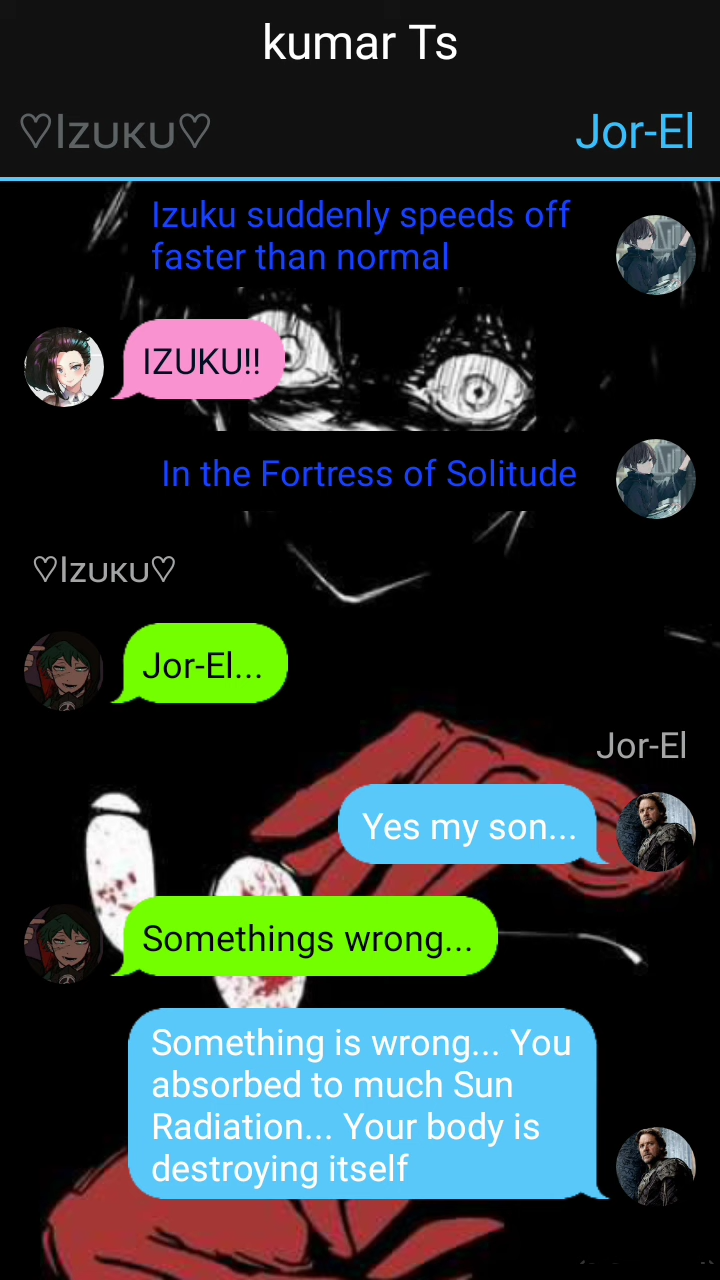 kumar Ts
♡Izuku♡
Jor-El
Izuku suddenly speeds off
faster than normal
IZUKU!!
In the Fortress of Solitude
♡Izuku♡
Jor-El...
Jor-El
Yes my son...
Somethings wrong...
Something is wrong... You
absorbed to much Sun
Radiation... Your body is
destroying itself